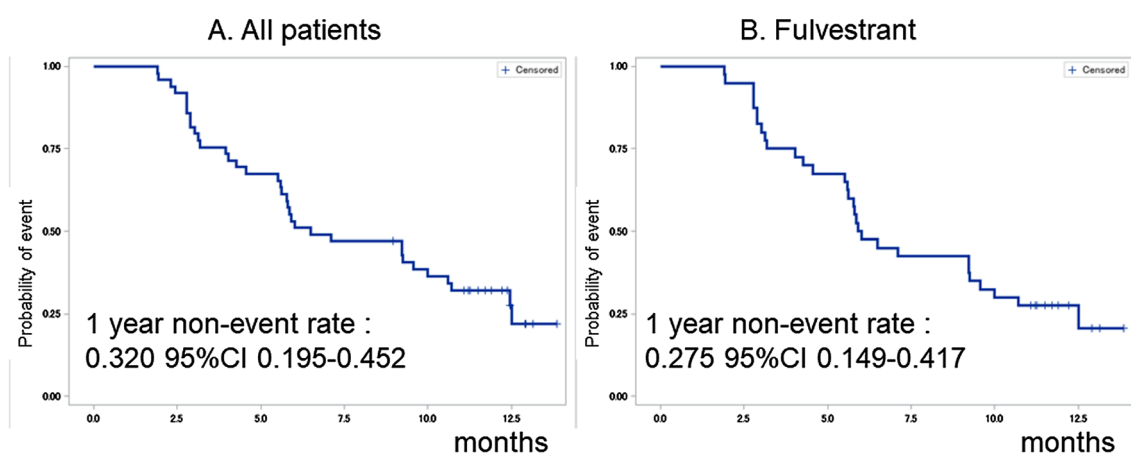 A. All patients
Probability of event
1.00
0.75
0.50
0.25
0.00
+ Censored
1 year non-event rate :
0.320 95%CI 0.195-0.452
0.0 2.5 5.0 7.5 10.0 12.5
months
B. Fulvestrant
Probability of event
1.00
0.75
0.50
0.25
0.00
+ Censored
1 year non-event rate :
0.275 95%CI 0.149-0.417
0.0 2.5 5.0 7.5 10.0 12.5
months